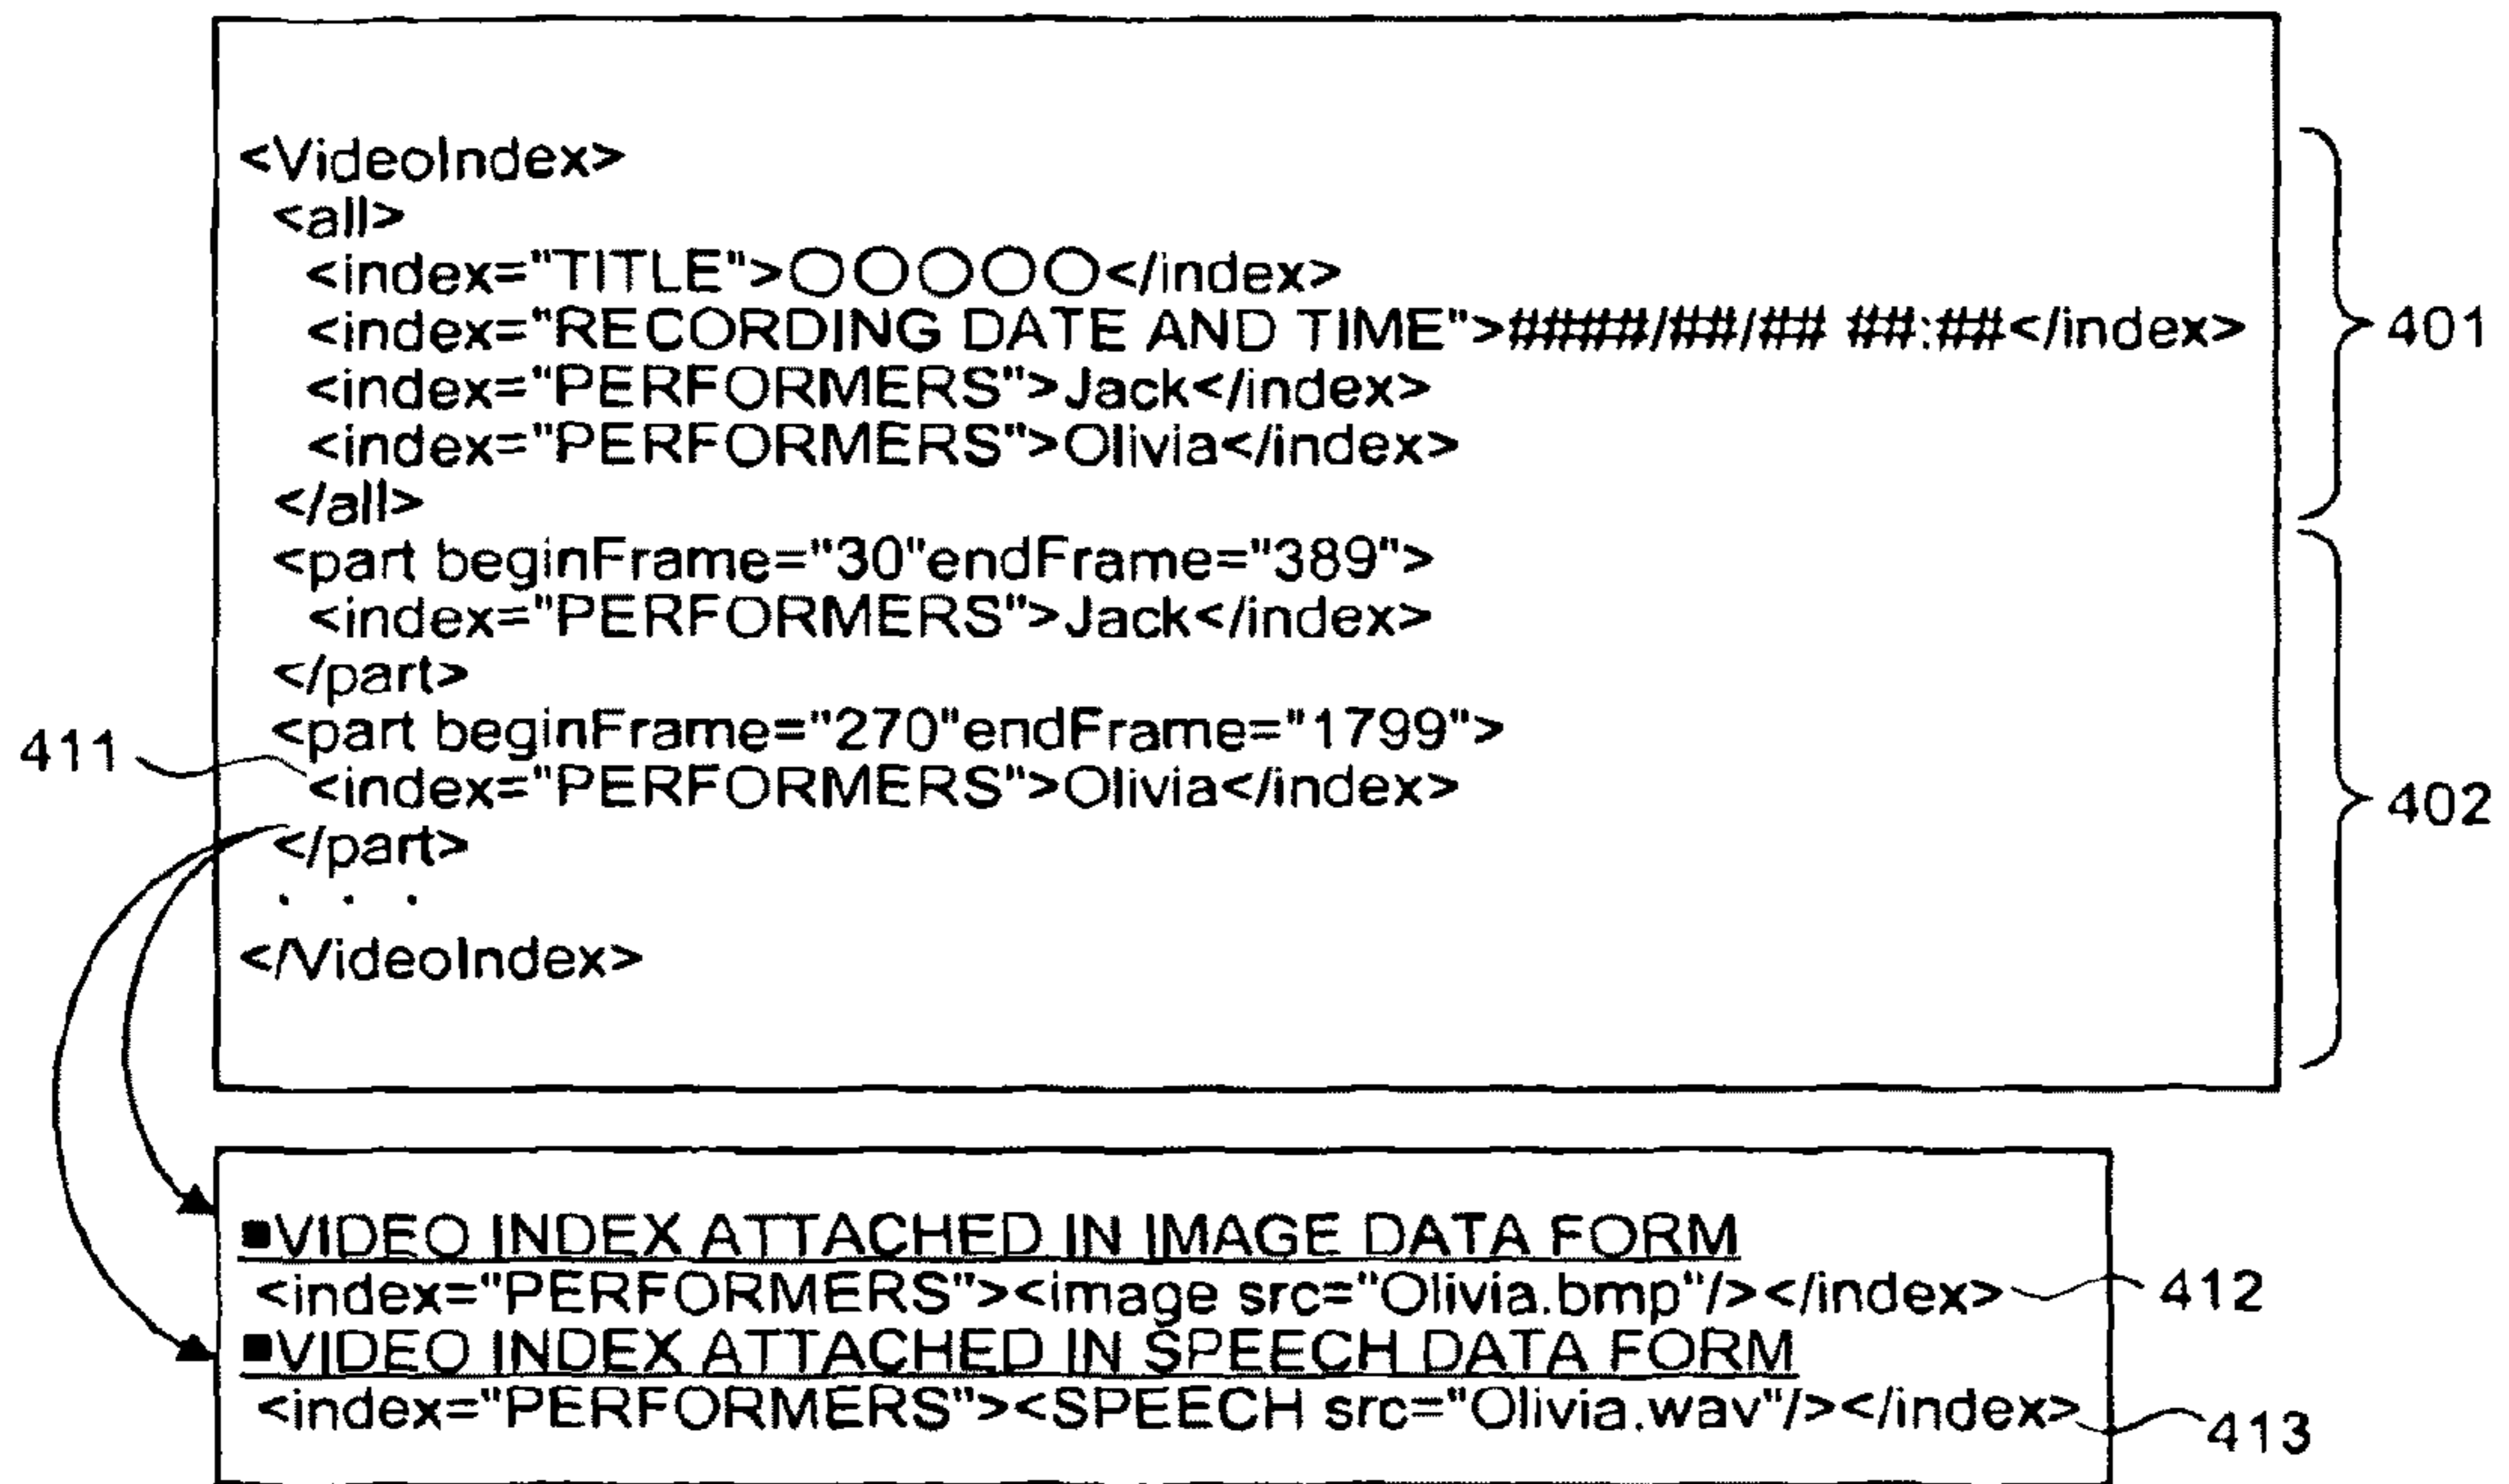 <VideoIndex>
<all>
<index="TITLE">○○○○○</index>
<index="RECORDING DATE AND TIME">####/##/## ##:##</index>
401
<index="PERFORMERS">Jack</index>
<index="PERFORMERS">Olivia</index>
</all>
<part beginFrame="30"endFrame="389">
<index="PERFORMERS">Jack</index>
</part>
<part beginFrame="270"endFrame="1799">
411
<index="PERFORMERS">Olivia</index>
402
</part>
. . .
</VideoIndex>
■VIDEO INDEX ATTACHED IN IMAGE DATA FORM
<index="PERFORMERS"><image src="Olivia.bmp"/></index>
412
■VIDEO INDEX ATTACHED IN SPEECH DATA FORM
<index="PERFORMERS"><SPEECH src="Olivia.wav"/></index>
413